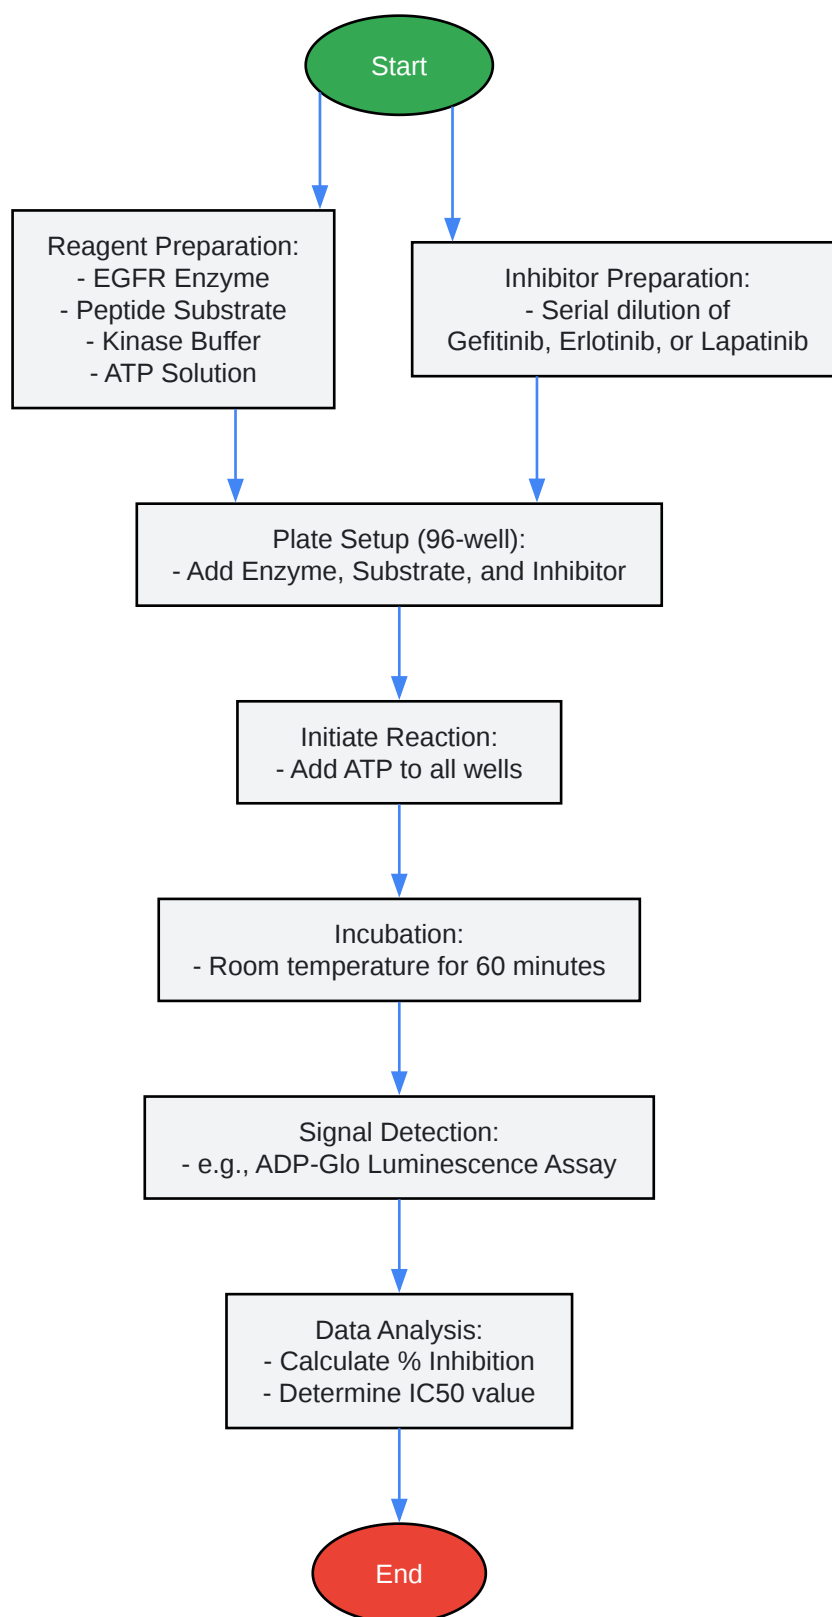 Start
Reagent Preparation:
- EGFR Enzyme
- Peptide Substrate
- Kinase Buffer
- ATP Solution
Inhibitor Preparation:
- Serial dilution of
Gefitinib, Erlotinib, or Lapatinib
Plate Setup (96-well):
- Add Enzyme, Substrate, and Inhibitor
Initiate Reaction:
- Add ATP to all wells
Incubation:
- Room temperature for 60 minutes
Signal Detection:
- e.g., ADP-Glo Luminescence Assay
Data Analysis:
- Calculate % Inhibition
- Determine IC50 value
End